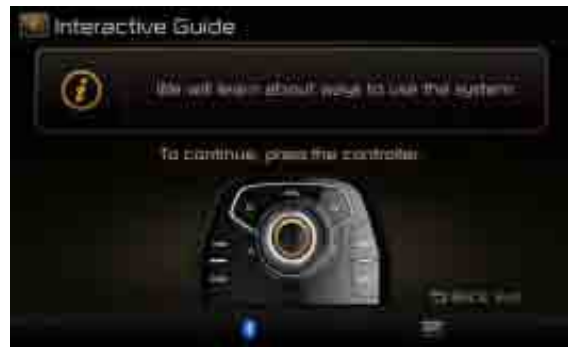 Interactive Guide
We will learn about ways to use the system.
To continue, press the controller.